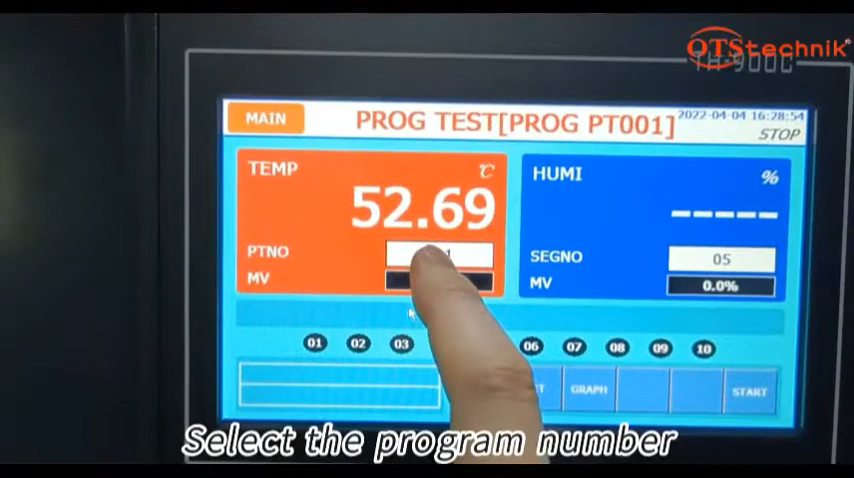 OTStechnik®
TH-900C
MAIN
PROG TEST[PROG PT001]
2022-04-04 16:28:54
STOP
TEMP
℃
52.69
PTNO
MV
HUMI
%
-----
SEGNO
05
MV
0.0%
01 02 03 06 07 08 09 10
GRAPH
START
Select the program number